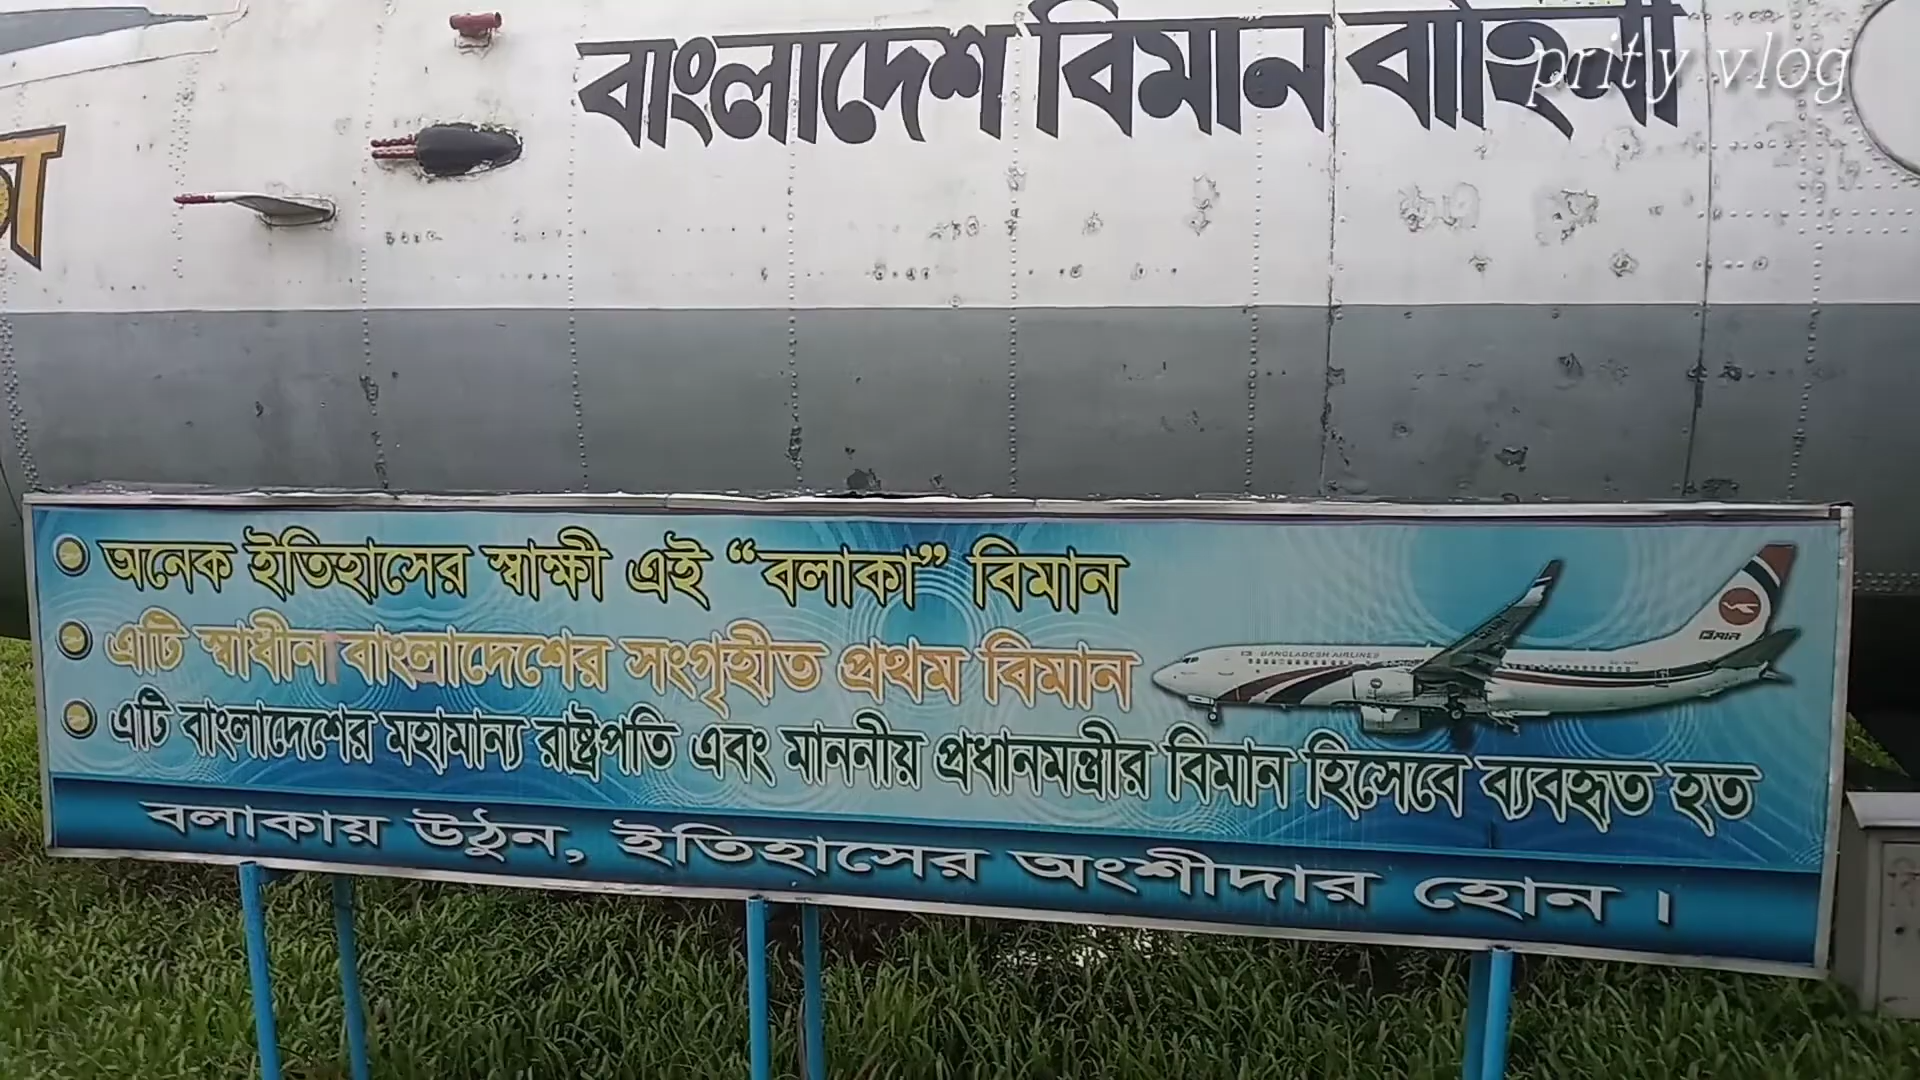 বাংলাদেশ বিমান বাহিনী
prity vlog
অনেক ইতিহাসের স্বাক্ষী এই “বলাকা” বিমান
এটি স্বাধীন বাংলাদেশের সংগৃহীত প্রথম বিমান
BANGLADESH AIRLINES
এটি বাংলাদেশের মহামান্য রাষ্ট্রপতি এবং মাননীয় প্রধানমন্ত্রীর বিমান হিসেবে ব্যবহৃত হত
বলাকায় উঠুন, ইতিহাসের অংশীদার হোন ।